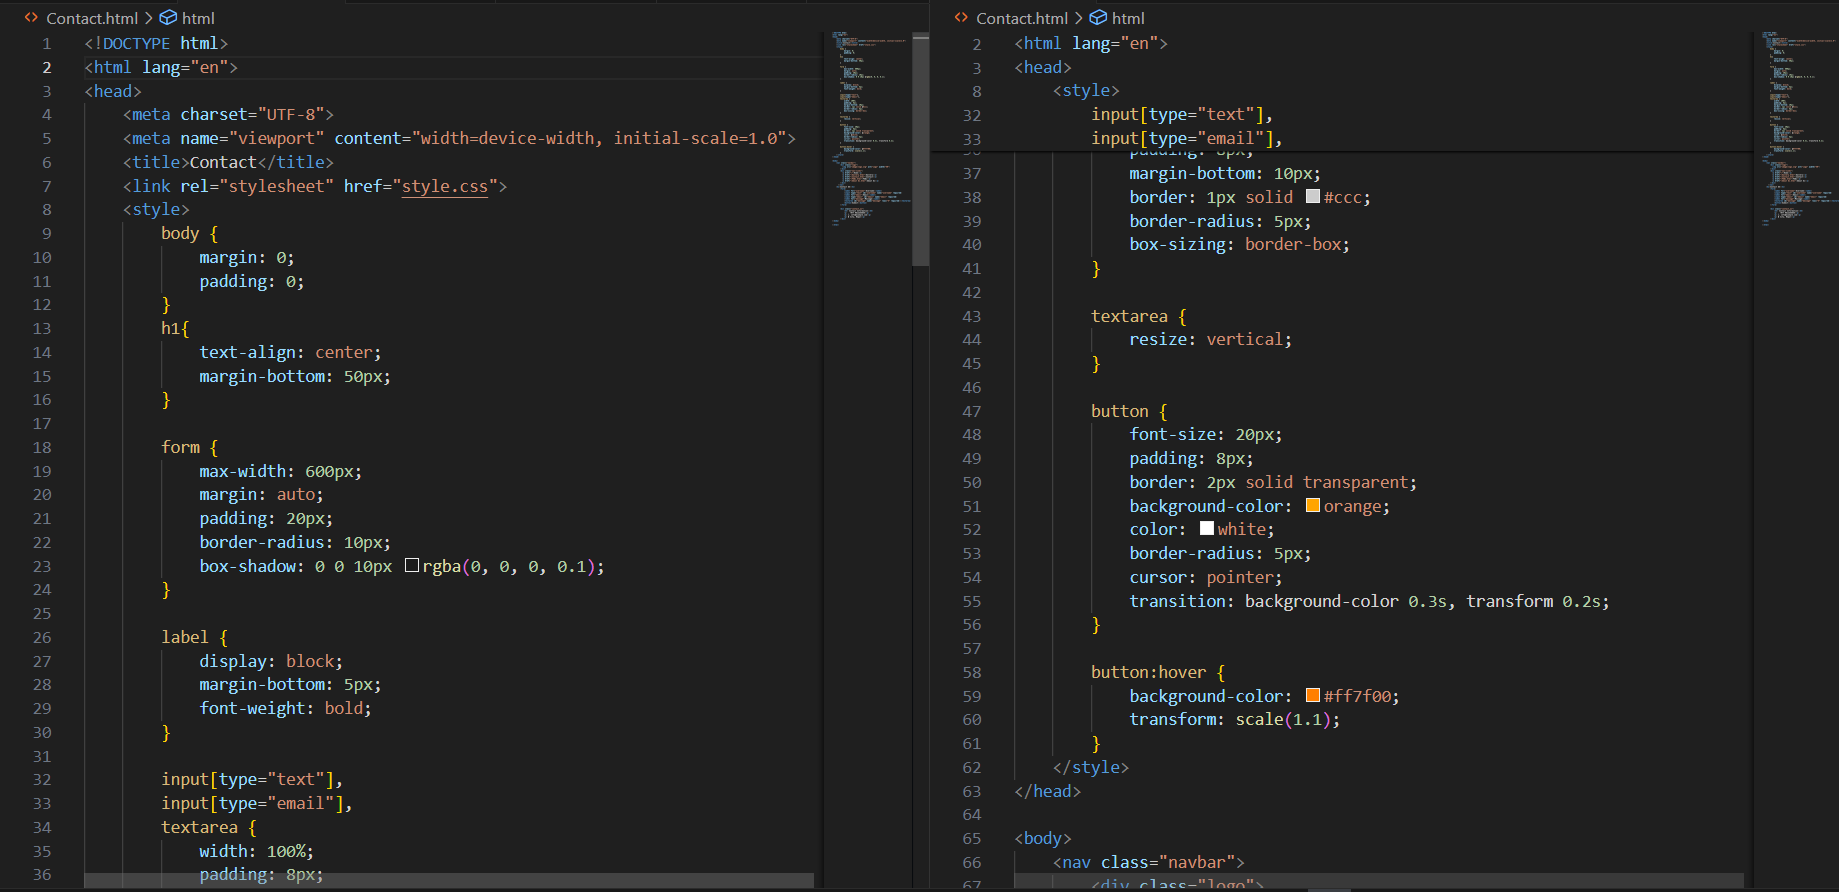 Contact.html > html
1 <!DOCTYPE html>
2 <html lang="en">
3 <head>
4 <meta charset="UTF-8">
5 <meta name="viewport" content="width=device-width, initial-scale=1.0">
6 <title>Contact</title>
7 <link rel="stylesheet" href="style.css">
8 <style>
9 body {
10 margin: 0;
11 padding: 0;
12 }
13 h1{
14 text-align: center;
15 margin-bottom: 50px;
16 }
17
18 form {
19 max-width: 600px;
20 margin: auto;
21 padding: 20px;
22 border-radius: 10px;
23 box-shadow: 0 0 10px rgba(0, 0, 0, 0.1);
24 }
25
26 label {
27 display: block;
28 margin-bottom: 5px;
29 font-weight: bold;
30 }
31
32 input[type="text"],
33 input[type="email"],
34 textarea {
35 width: 100%;
36 padding: 8px;
Contact.html > html
2 <html lang="en">
3 <head>
8 <style>
32 input[type="text"],
33 input[type="email"],
36 padding: 8px;
37 margin-bottom: 10px;
38 border: 1px solid #ccc;
39 border-radius: 5px;
40 box-sizing: border-box;
41 }
42
43 textarea {
44 resize: vertical;
45 }
46
47 button {
48 font-size: 20px;
49 padding: 8px;
50 border: 2px solid transparent;
51 background-color: orange;
52 color: white;
53 border-radius: 5px;
54 cursor: pointer;
55 transition: background-color 0.3s, transform 0.2s;
56 }
57
58 button:hover {
59 background-color: #ff7f00;
60 transform: scale(1.1);
61 }
62 </style>
63 </head>
64
65 <body>
66 <nav class="navbar">
67 <div class="logo">